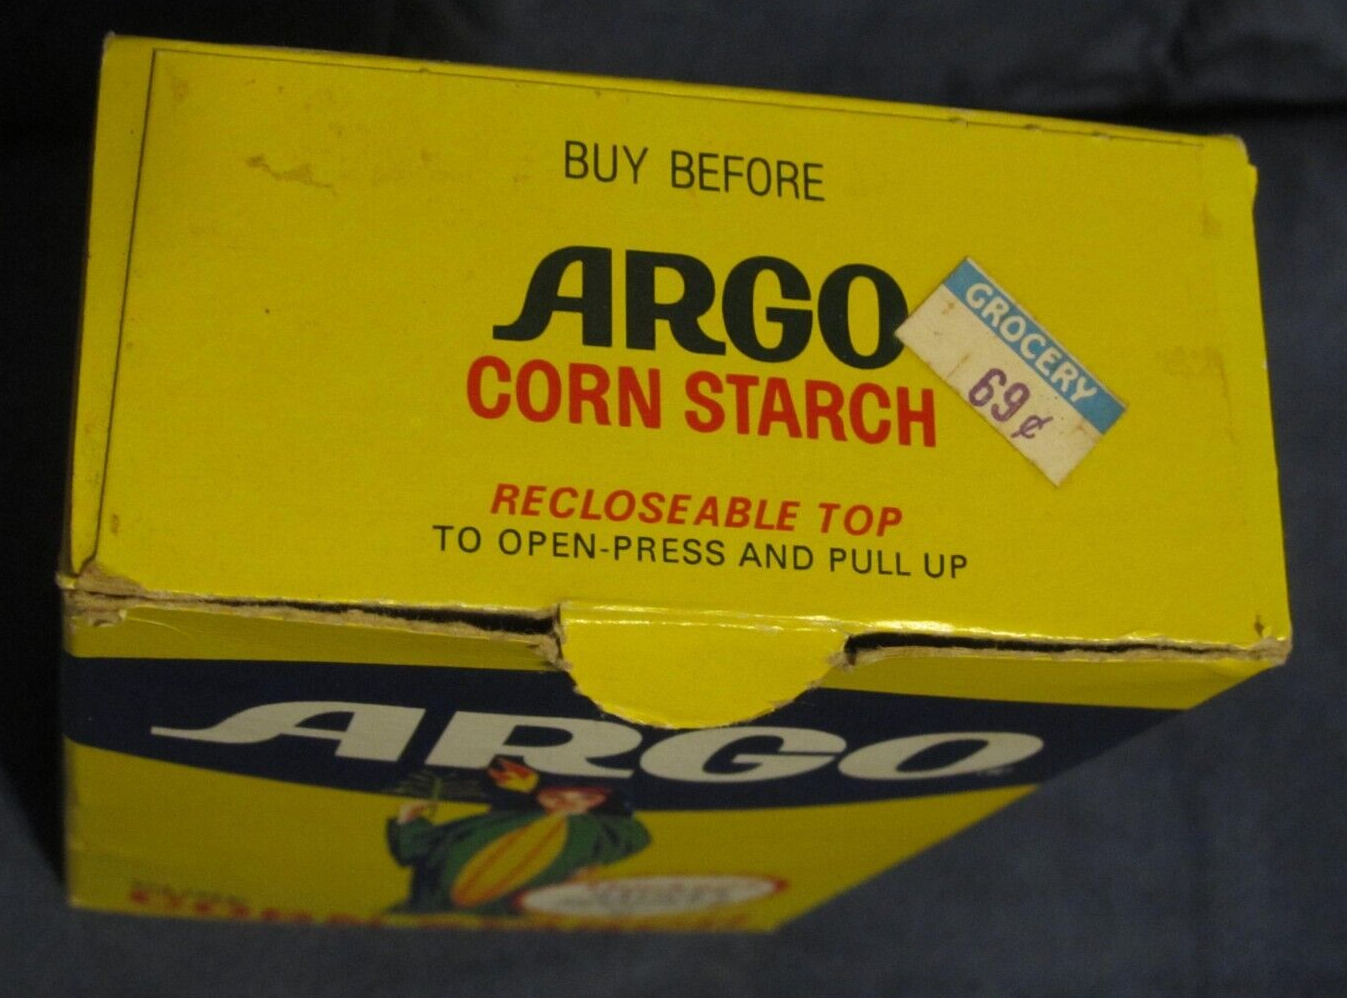 BUY BEFORE
ARGO
CORN STARCH
GROCERY
69¢
RECLOSEABLE TOP
TO OPEN-PRESS AND PULL UP
ARGO